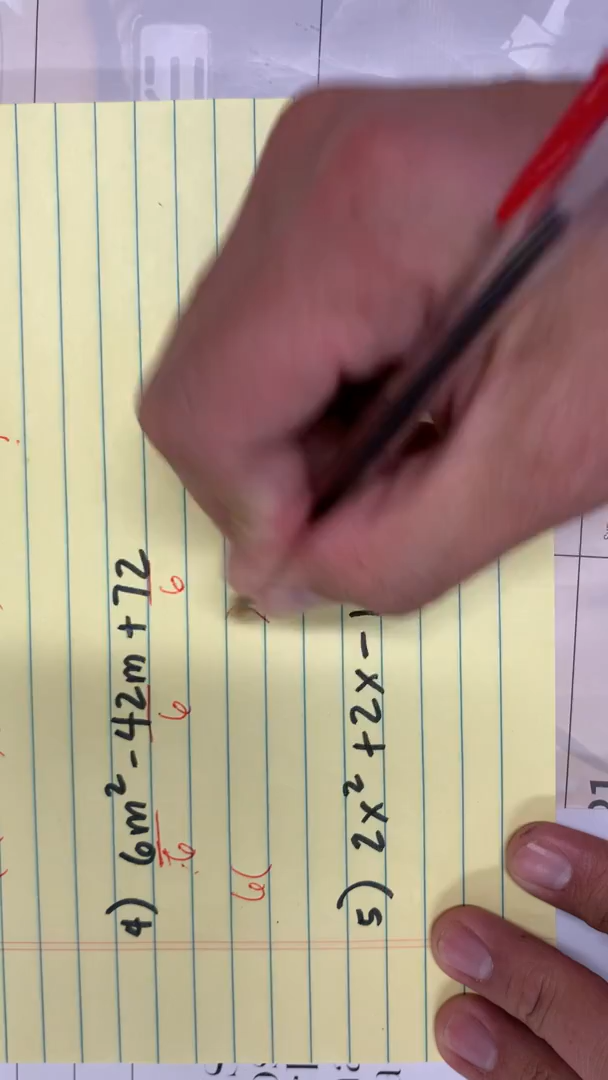 4) 6m² - 42m + 72
÷6 6 6
6( )
5) 2x² + 2x -